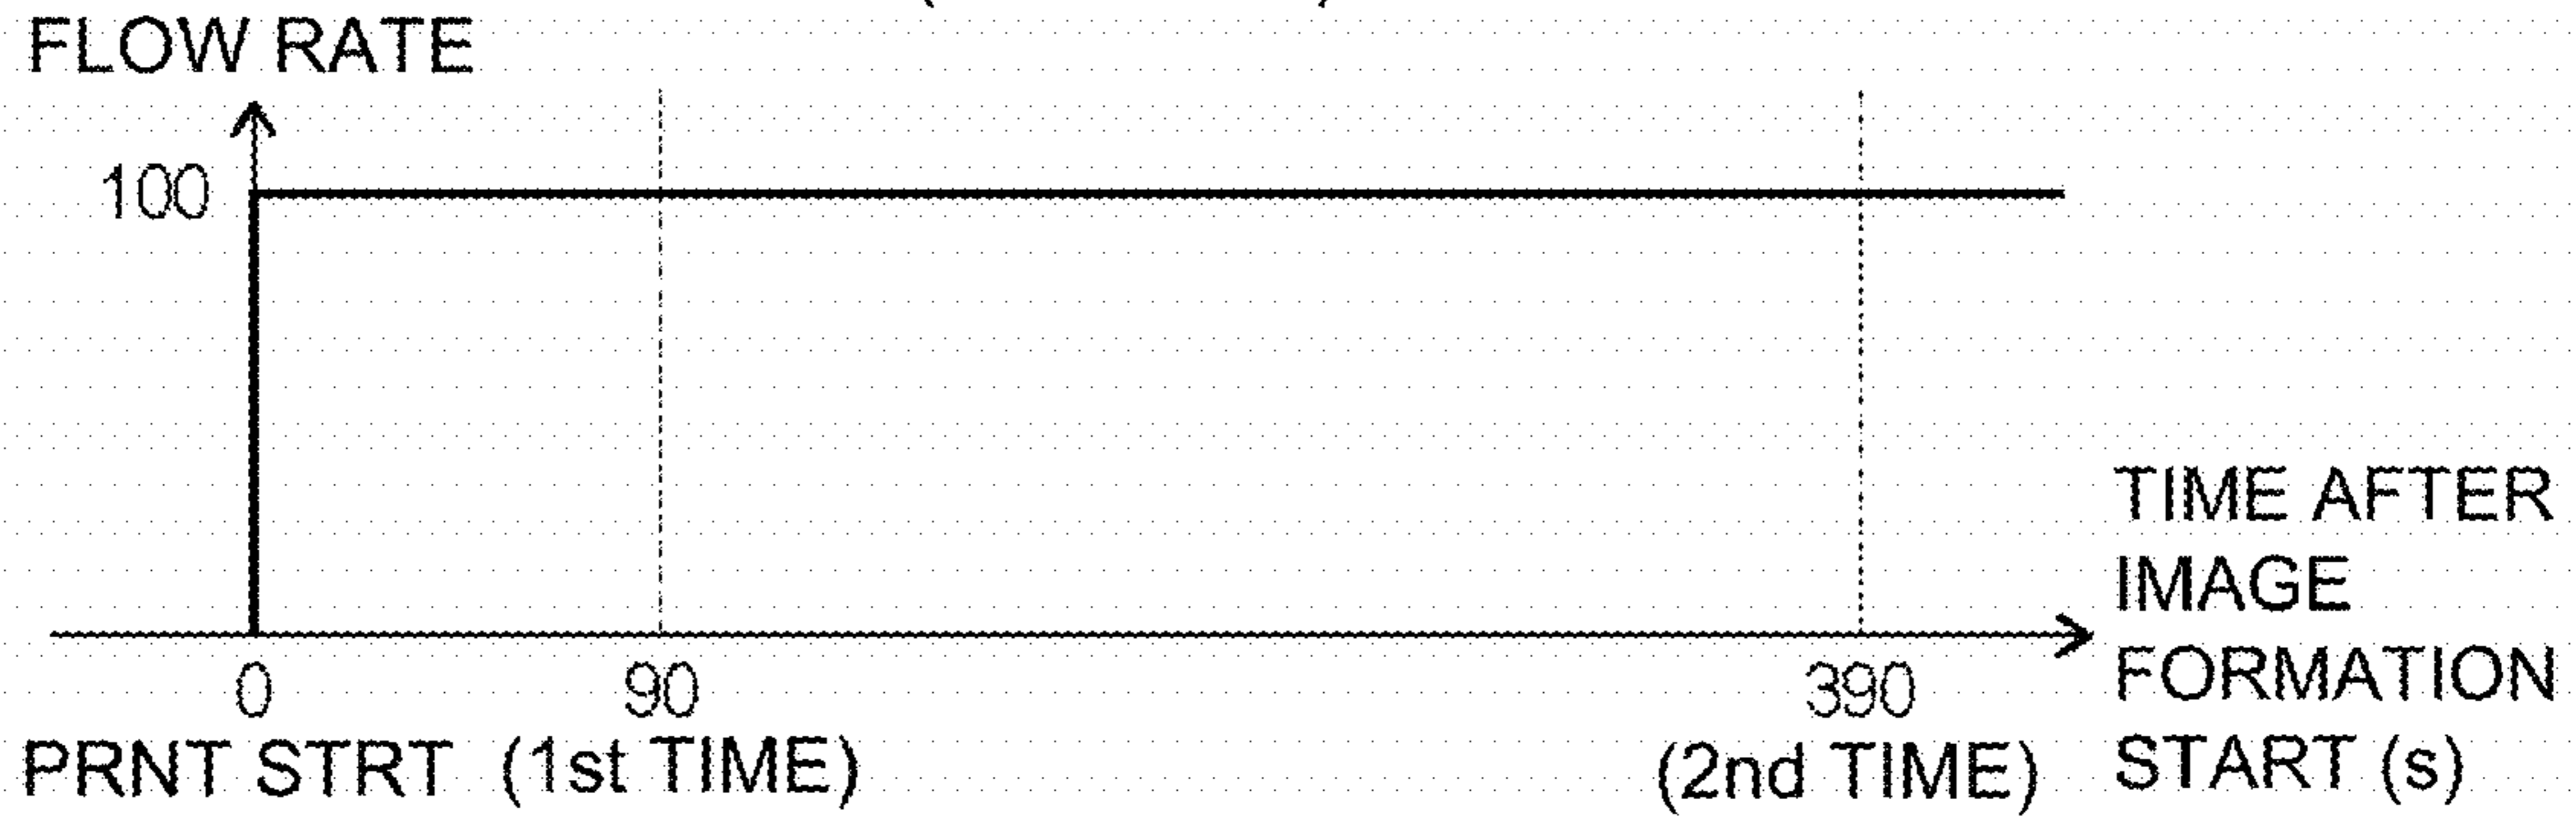 FLOW RATE
100
0
90
390
PRNT STRT
(1st TIME)
(2nd TIME)
TIME AFTER
IMAGE
FORMATION
START (s)